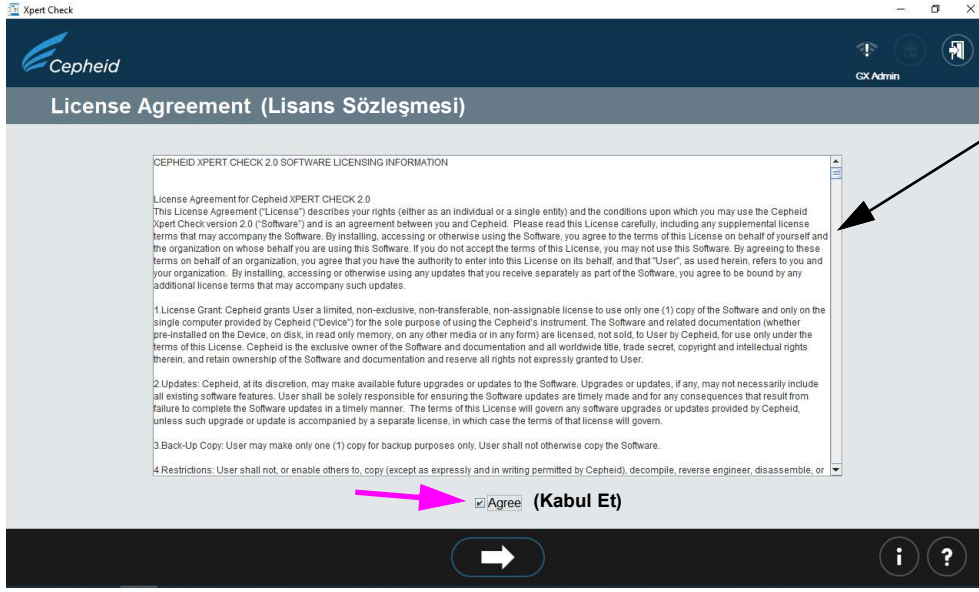 Xpert Check
Cepheid
GX Admin
License Agreement (Lisans Sözleşmesi)
CEPHEID XPERT CHECK 2.0 SOFTWARE LICENSING INFORMATION
License Agreement for Cepheid XPERT CHECK 2.0
This License Agreement ("License") describes your rights (either as an individual or a single entity) and the conditions upon which you may use the Cepheid
Xpert Check version 2.0 ("Software") and is an agreement between you and Cepheid. Please read this License carefully, including any supplemental license
terms that may accompany the Software. By installing, accessing or otherwise using the Software, you agree to the terms of this License on behalf of yourself and
the organization on whose behalf you are using this Software. If you do not accept the terms of this License, you may not use this Software. By agreeing to these
terms on behalf of an organization, you agree that you have the authority to enter into this License on its behalf, and that "User", as used herein, refers to you and
your organization. By installing, accessing or otherwise using any updates that you receive separately as part of the Software, you agree to be bound by any
additional license terms that may accompany such updates.
1.License Grant: Cepheid grants User a limited, non-exclusive, non-transferable, non-assignable license to use only one (1) copy of the Software and only on the
single computer provided by Cepheid ("Device") for the sole purpose of using the Cepheid's instrument. The Software and related documentation (whether
pre-installed on the Device, on disk, in read only memory, on any other media or in any form) are licensed, not sold, to User by Cepheid, for use only under the
terms of this License. Cepheid is the exclusive owner of the Software and documentation and all worldwide title, trade secret, copyright and intellectual rights
therein, and retain ownership of the Software and documentation and reserve all rights not expressly granted to User.
2.Updates: Cepheid, at its discretion, may make available future upgrades or updates to the Software. Upgrades or updates, if any, may not necessarily include
all existing software features. User shall be solely responsible for ensuring the Software updates are timely made and for any consequences that result from
failure to complete the Software updates in a timely manner. The terms of this License will govern any software upgrades or updates provided by Cepheid,
unless such upgrade or update is accompanied by a separate license, in which case the terms of that license will govern.
3.Back-Up Copy: User may make only one (1) copy for backup purposes only. User shall not otherwise copy the Software.
4.Restrictions: User shall not, or enable others to, copy (except as expressly and in writing permitted by Cepheid), decompile, reverse engineer, disassemble, or
Agree (Kabul Et)
i ?